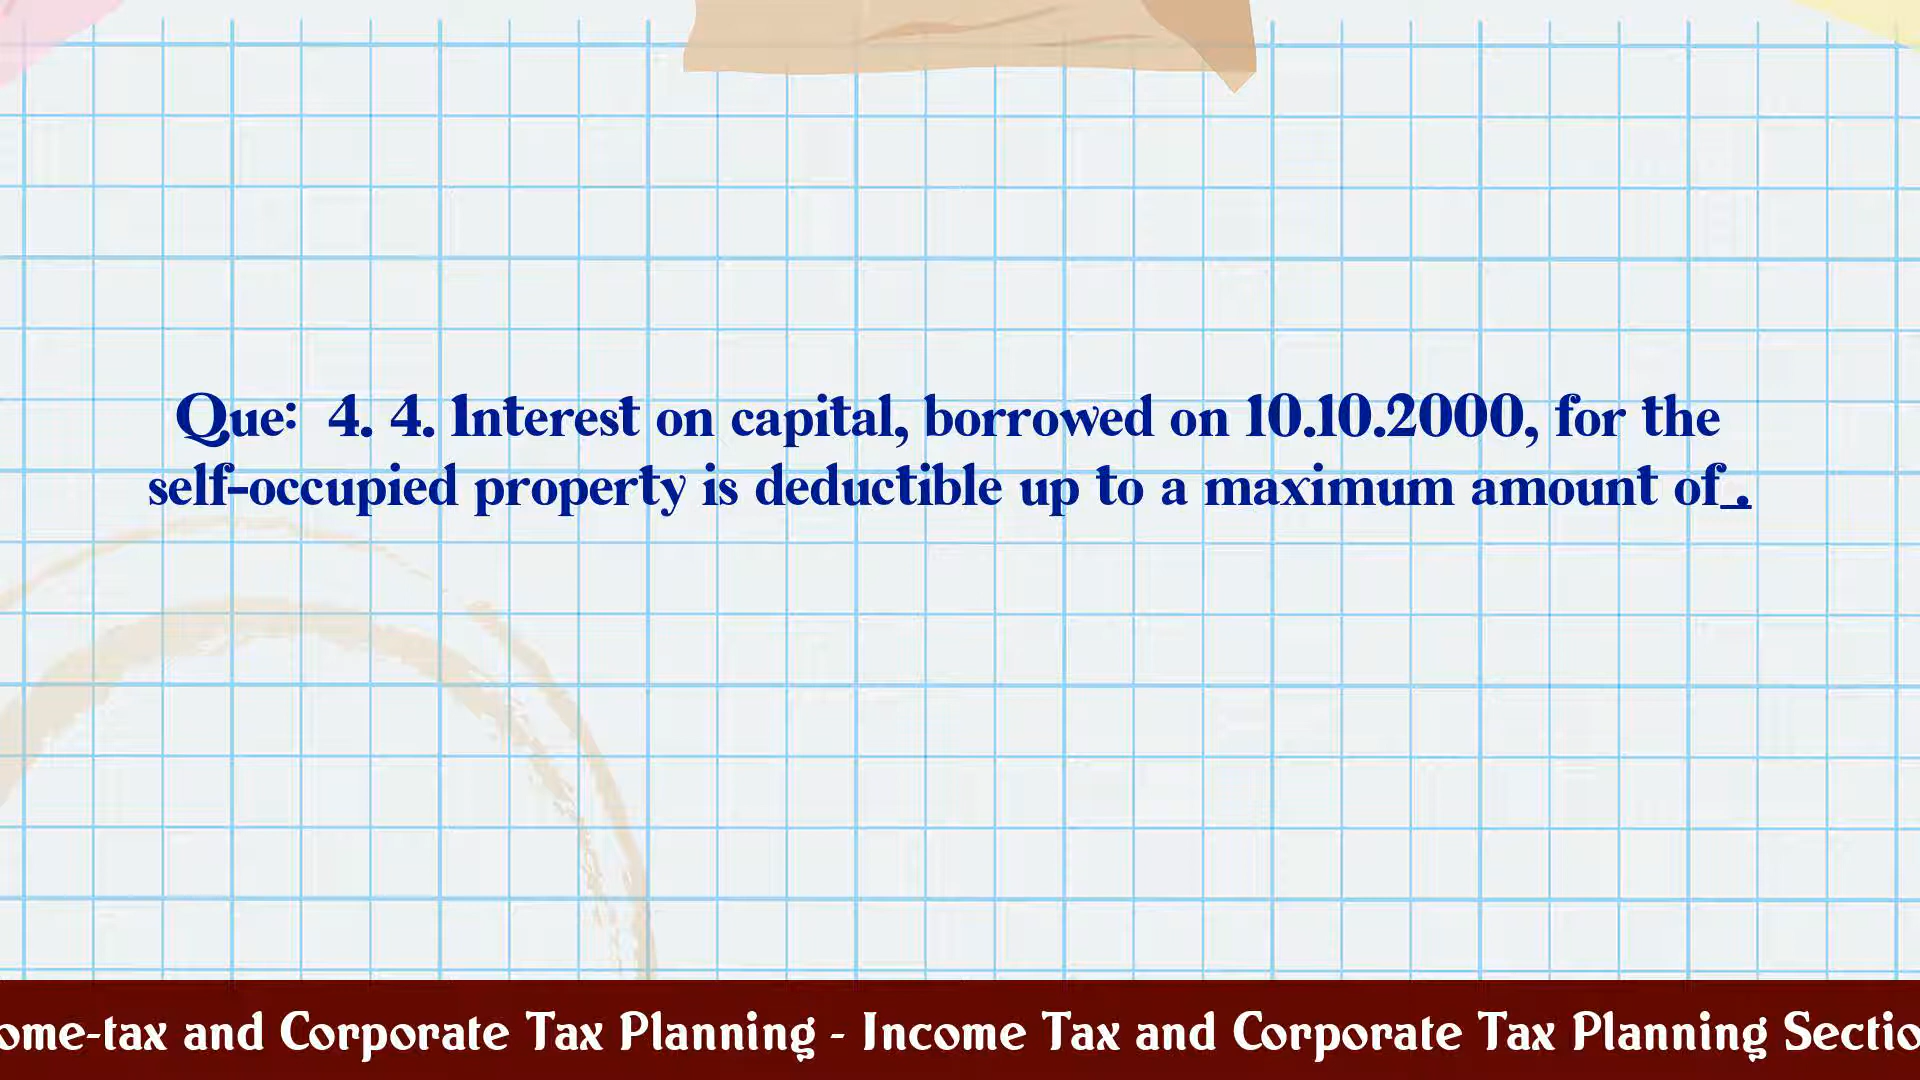 Que: 4. 4. Interest on capital, borrowed on 10.10.2000, for the
self-occupied property is deductible up to a maximum amount of_.
ome-tax and Corporate Tax Planning - Income Tax and Corporate Tax Planning Sectio